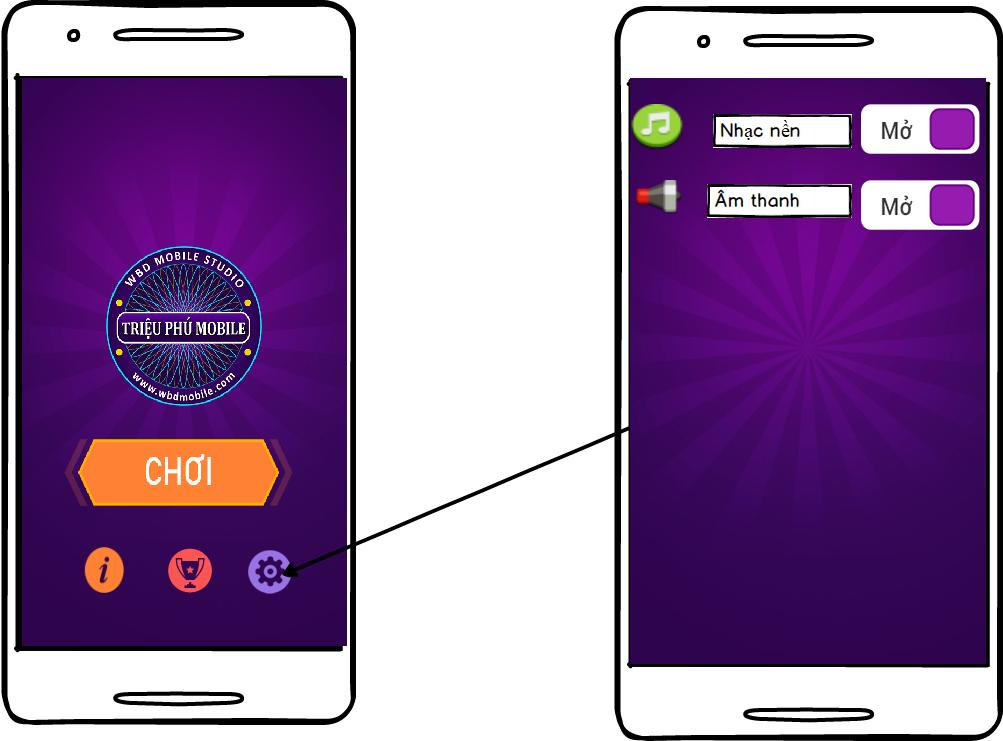 WBD MOBILE STUDIO
TRIỆU PHÚ MOBILE
www.wbdmobile.com
CHƠI
i
Nhạc nền
Mở
Âm thanh
Mở